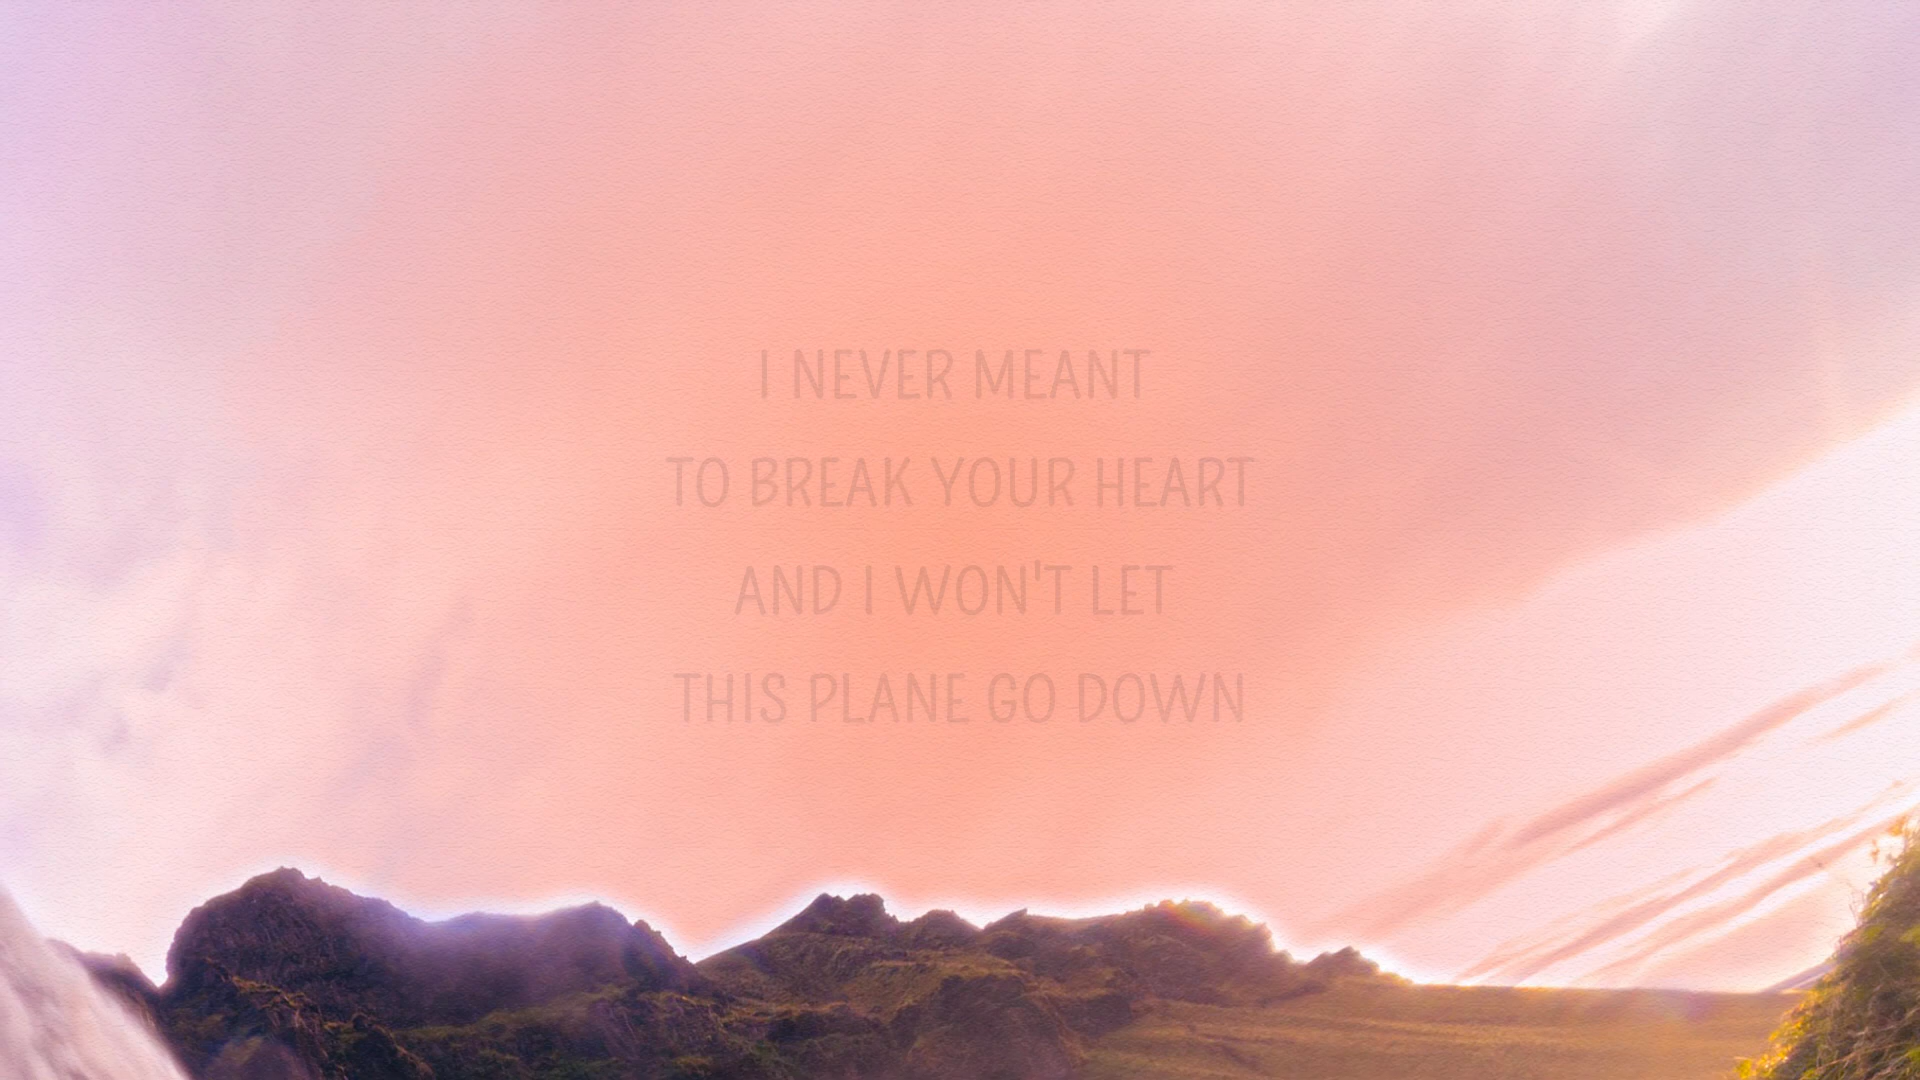 I NEVER MEANT
TO BREAK YOUR HEART
AND I WON'T LET
THIS PLANE GO DOWN